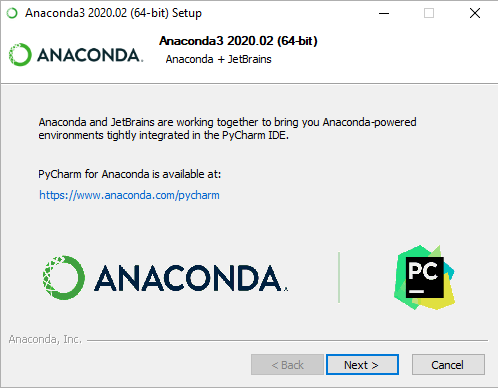 Anaconda3 2020.02 (64-bit) Setup
ANACONDA.
Anaconda3 2020.02 (64-bit)
Anaconda + JetBrains
Anaconda and JetBrains are working together to bring you Anaconda-powered
environments tightly integrated in the PyCharm IDE.
PyCharm for Anaconda is available at:
https://www.anaconda.com/pycharm
ANACONDA.
PC
Anaconda, Inc.
< Back
Next >
Cancel